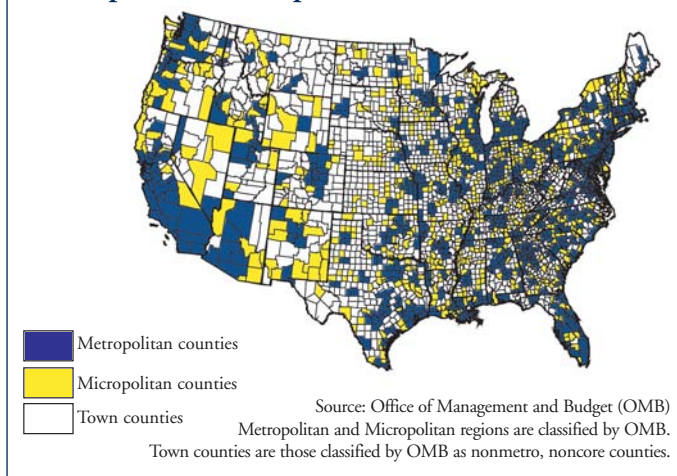 Metropolitan counties
Micropolitan counties
Town counties
Source: Office of Management and Budget (OMB)
Metropolitan and Micropolitan regions are classified by OMB.
Town counties are those classified by OMB as nonmetro, noncore counties.